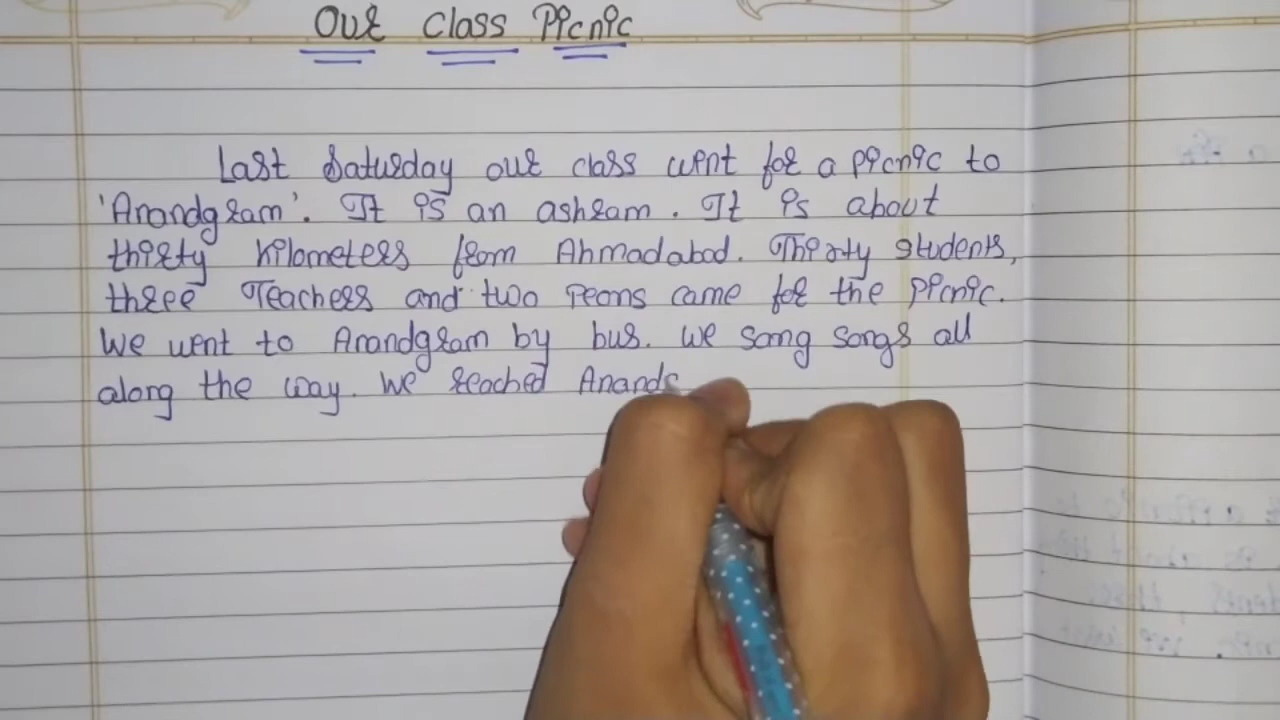 Our Class Picnic
Last Saturday our class went for a picnic to
'Anandgram'. It is an ashram. It is about
thirty kilometers from Ahmadabad. Thirty students,
three Teachers and two Peons came for the picnic.
We went to Anandgram by bus. We sang songs all
along the way. We reached Anandg